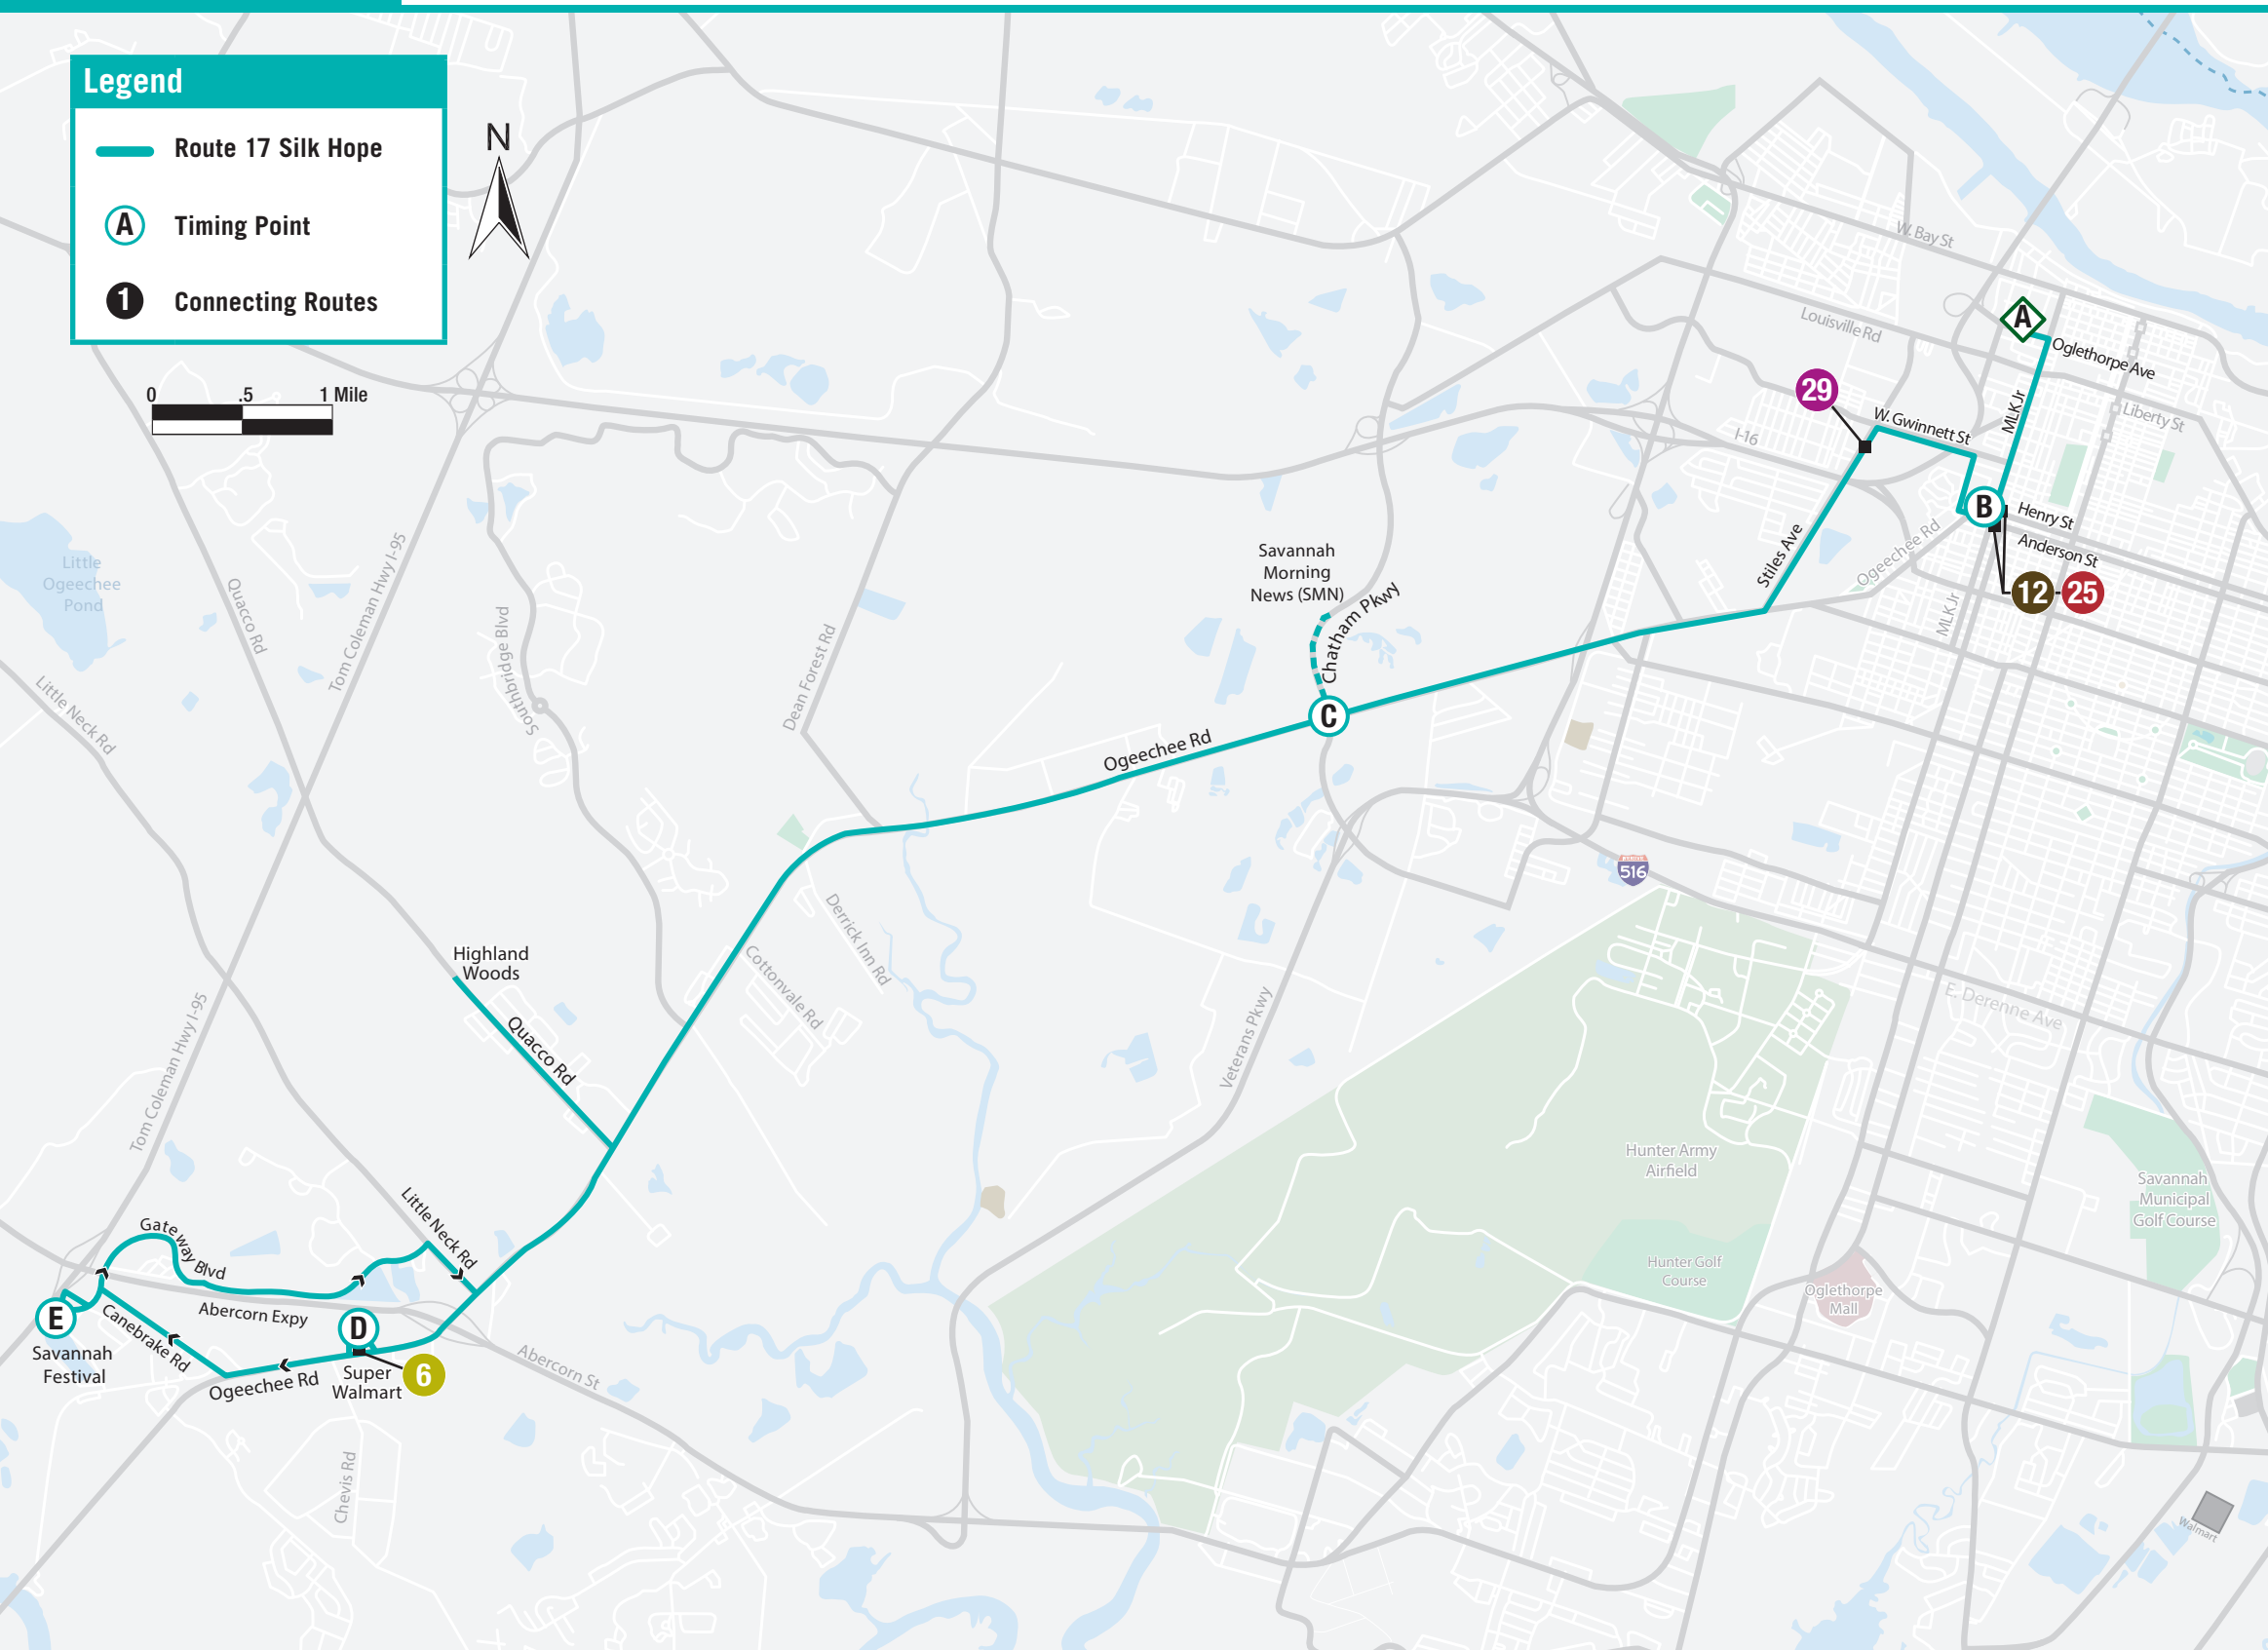 Legend
Route 17 Silk Hope
A
Timing Point
1
Connecting Routes
N
0 .5 1 Mile
W. Bay St
Louisville Rd
A
Oglethorpe Ave
Liberty St
MLK Jr
29
W. Gwinnett St
I-16
B
Henry St
Anderson St
12
25
Ogeechee Rd
MLK Jr
Stiles Ave
Savannah
Morning
News (SMN)
Chatham Pkwy
C
Ogeechee Rd
Little
Ogeechee
Pond
Quacco Rd
Tom Coleman Hwy I-95
Southbridge Blvd
Dean Forest Rd
Little Neck Rd
516
Derrick Inn Rd
Cottonvale Rd
Highland
Woods
Quacco Rd
Veterans Pkwy
E. Derenne Ave
Tom Coleman Hwy I-95
Hunter Army
Airfield
Savannah
Municipal
Golf Course
Little Neck Rd
Gateway Blvd
Hunter Golf
Course
Oglethorpe
Mall
Abercorn Expy
E
Savannah
Festival
Canebrake Rd
D
Super
Walmart
6
Ogeechee Rd
Abercorn St
Chevis Rd
Walmart